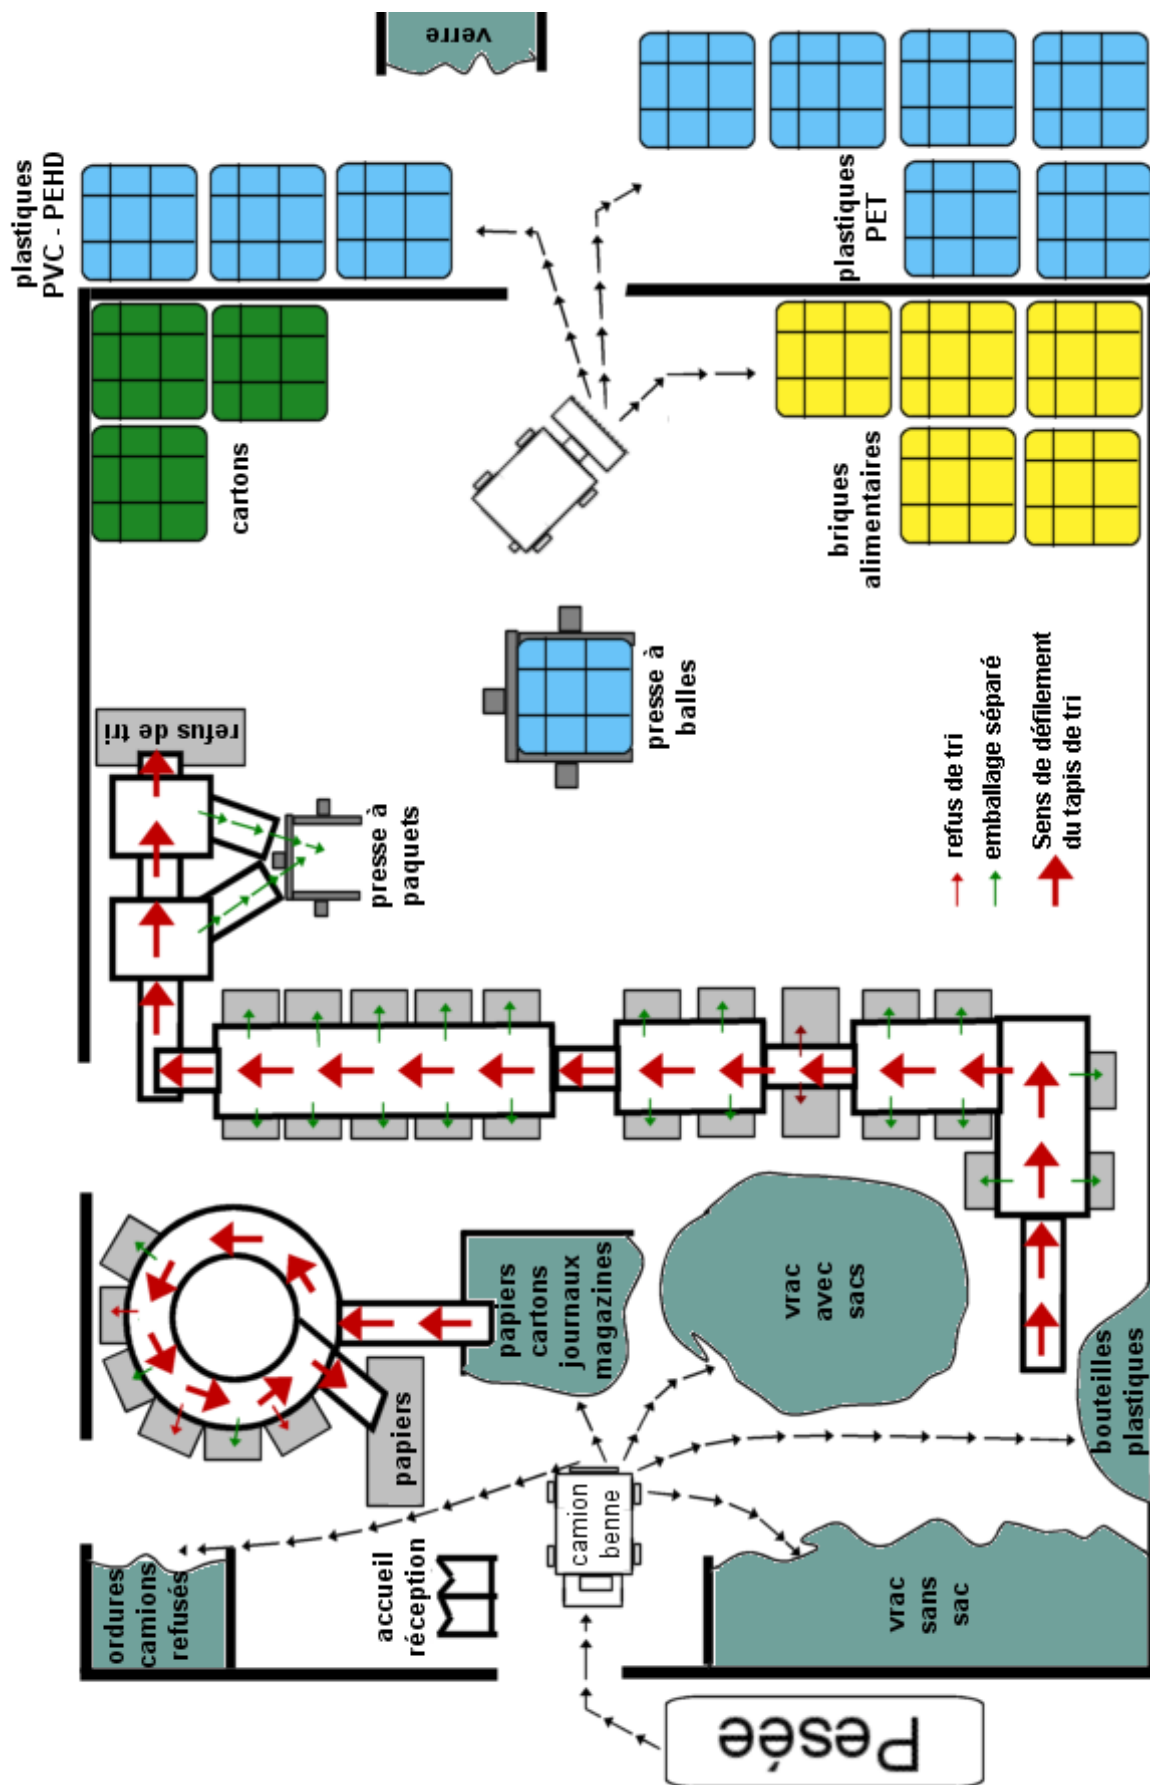 verre
plastiques
PVC - PEHD
plastiques
PET
cartons
briques
alimentaires
refus de tri
presse à
balles
presse à
paquets
refus de tri
emballage séparé
Sens de défilement
du tapis de tri
papiers
cartons
journaux
magazines
vrac
avec
sacs
bouteilles
plastiques
papiers
camion
benne
accueil
réception
ordures
camions
refusés
vrac
sans
sac
Pesée